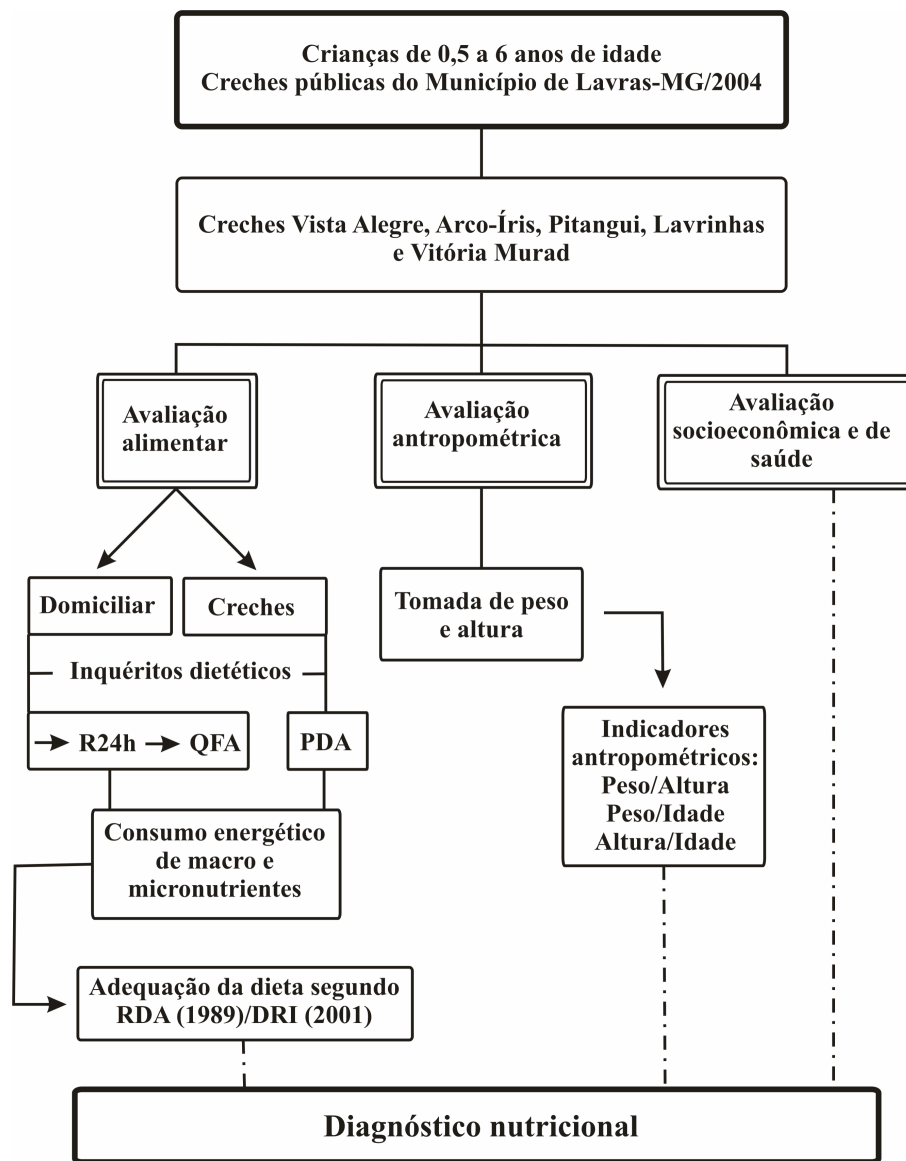 Crianças de 0,5 a 6 anos de idade
Creches públicas do Município de Lavras-MG/2004
Creches Vista Alegre, Arco-Íris, Pitangui, Lavrinhas
e Vitória Murad
Avaliação
alimentar
Avaliação
antropométrica
Avaliação
socioeconômica e de
saúde
Domiciliar
Creches
Tomada de peso
e altura
Inquéritos dietéticos
R24h
QFA
PDA
Indicadores
antropométricos:
Peso/Altura
Peso/Idade
Altura/Idade
Consumo energético
de macro e
micronutrientes
Adequação da dieta segundo
RDA (1989)/DRI (2001)
Diagnóstico nutricional